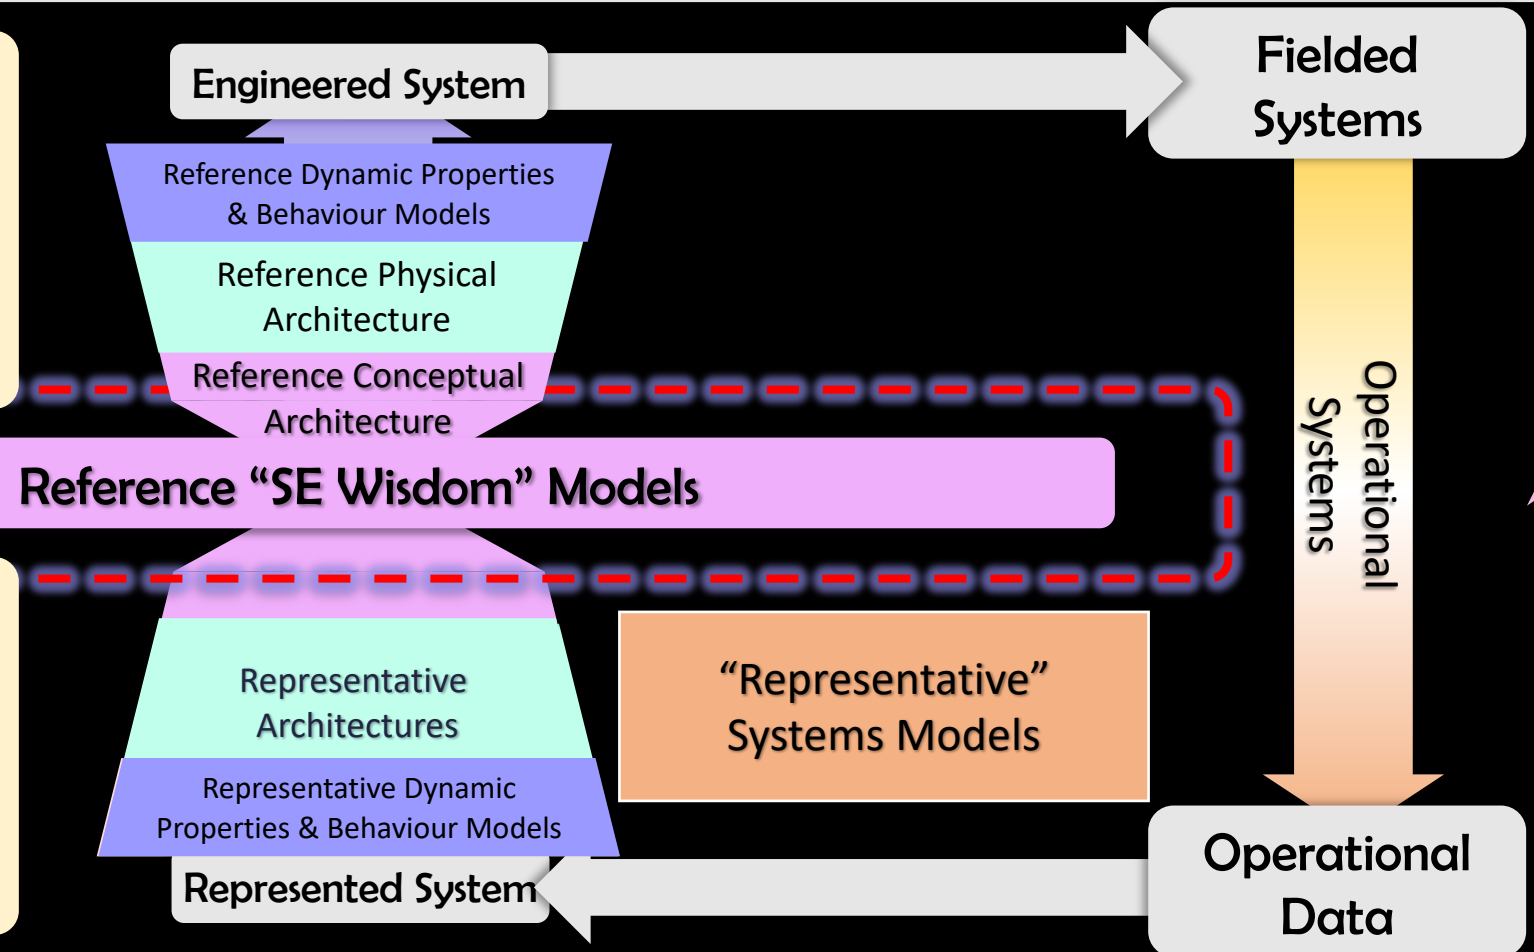 Engineered System
Fielded
Systems
Reference Dynamic Properties
& Behaviour Models
Reference Physical
Architecture
Reference Conceptual
Architecture
Reference “SE Wisdom” Models
Operational
Systems
Representative
Architectures
“Representative”
Systems Models
Representative Dynamic
Properties & Behaviour Models
Represented System
Operational
Data